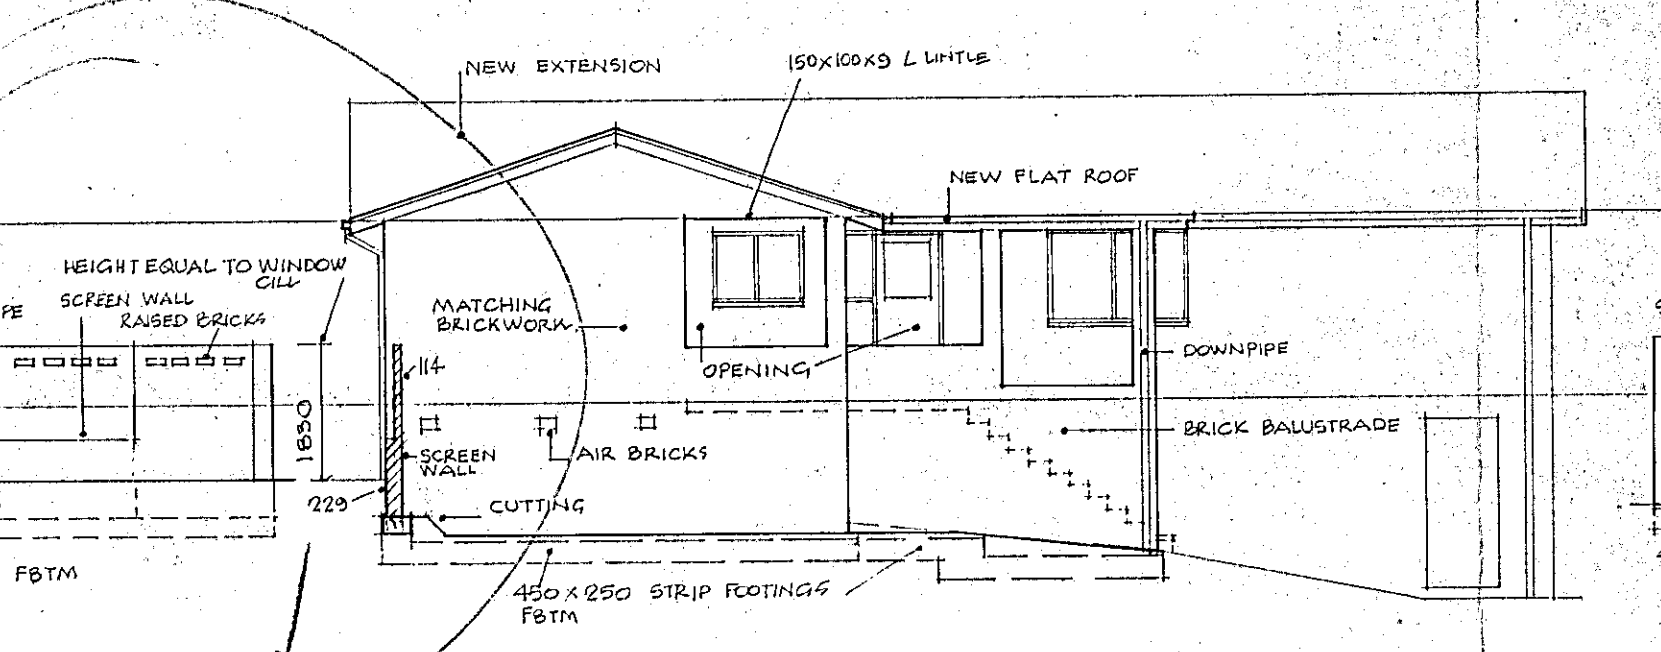 NEW EXTENSION
150X100X9 L LINTLE
NEW FLAT ROOF
HEIGHT EQUAL TO WINDOW
CILL
PE
SCREEN WALL
RAISED BRICKS
MATCHING
BRICKWORK
OPENING
DOWNPIPE
114
1830
BRICK BALUSTRADE
SCREEN
WALL
AIR BRICKS
229
CUTTING
FBTM
450 X 250 STRIP FOOTINGS
FBTM